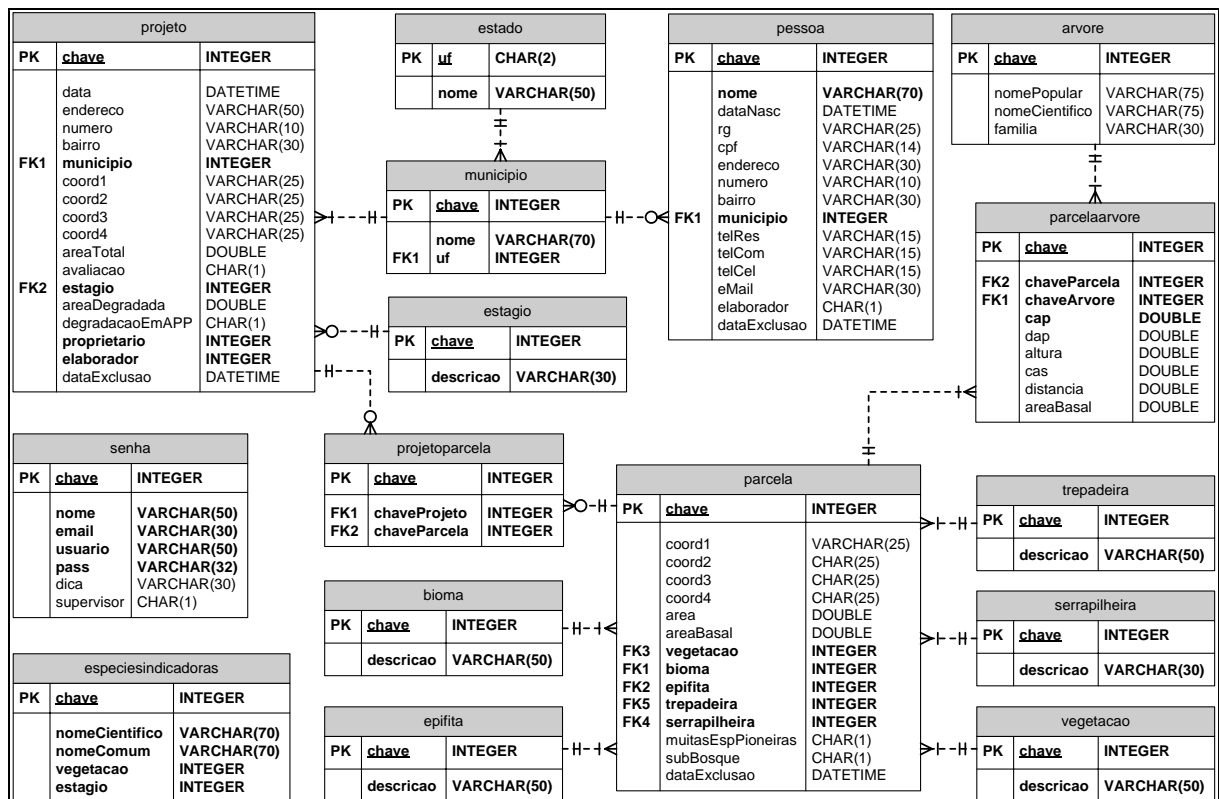 projeto
PK chave INTEGER
data DATETIME
endereco VARCHAR(50)
numero VARCHAR(10)
bairro VARCHAR(30)
FK1 municipio INTEGER
coord1 VARCHAR(25)
coord2 VARCHAR(25)
coord3 VARCHAR(25)
coord4 VARCHAR(25)
areaTotal DOUBLE
avaliacao CHAR(1)
FK2 estagio INTEGER
areaDegradada DOUBLE
degradacaoEmAPP CHAR(1)
proprietario INTEGER
elaborador INTEGER
dataExclusao DATETIME
estado
PK uf CHAR(2)
nome VARCHAR(50)
municipio
PK chave INTEGER
nome VARCHAR(70)
FK1 uf INTEGER
estagio
PK chave INTEGER
descricao VARCHAR(30)
pessoa
PK chave INTEGER
nome VARCHAR(70)
dataNasc DATETIME
rg VARCHAR(25)
cpf VARCHAR(14)
endereco VARCHAR(30)
numero VARCHAR(10)
bairro VARCHAR(30)
FK1 municipio INTEGER
telRes VARCHAR(15)
telCom VARCHAR(15)
telCel VARCHAR(15)
eMail VARCHAR(30)
elaborador CHAR(1)
dataExclusao DATETIME
arvore
PK chave INTEGER
nomePopular VARCHAR(75)
nomeCientifico VARCHAR(75)
familia VARCHAR(30)
parcelaarvore
PK chave INTEGER
FK2 chaveParcela INTEGER
FK1 chaveArvore INTEGER
cap DOUBLE
dap DOUBLE
altura DOUBLE
cas DOUBLE
distancia DOUBLE
areaBasal DOUBLE
senha
PK chave INTEGER
nome VARCHAR(50)
email VARCHAR(30)
usuario VARCHAR(50)
pass VARCHAR(32)
dica VARCHAR(30)
supervisor CHAR(1)
projetoparcela
PK chave INTEGER
FK1 chaveProjeto INTEGER
FK2 chaveParcela INTEGER
parcela
PK chave INTEGER
coord1 VARCHAR(25)
coord2 CHAR(25)
coord3 CHAR(25)
coord4 CHAR(25)
area DOUBLE
areaBasal DOUBLE
FK3 vegetacao INTEGER
FK1 bioma INTEGER
FK2 epifita INTEGER
FK5 trepadeira INTEGER
FK4 serrapilheira INTEGER
muitasEspPioneiras CHAR(1)
subBosque CHAR(1)
dataExclusao DATETIME
trepadeira
PK chave INTEGER
descricao VARCHAR(50)
bioma
PK chave INTEGER
descricao VARCHAR(50)
serrapilheira
PK chave INTEGER
descricao VARCHAR(30)
especiesindicadoras
PK chave INTEGER
nomeCientifico VARCHAR(70)
nomeComum VARCHAR(70)
vegetacao INTEGER
estagio INTEGER
epifita
PK chave INTEGER
descricao VARCHAR(50)
vegetacao
PK chave INTEGER
descricao VARCHAR(50)